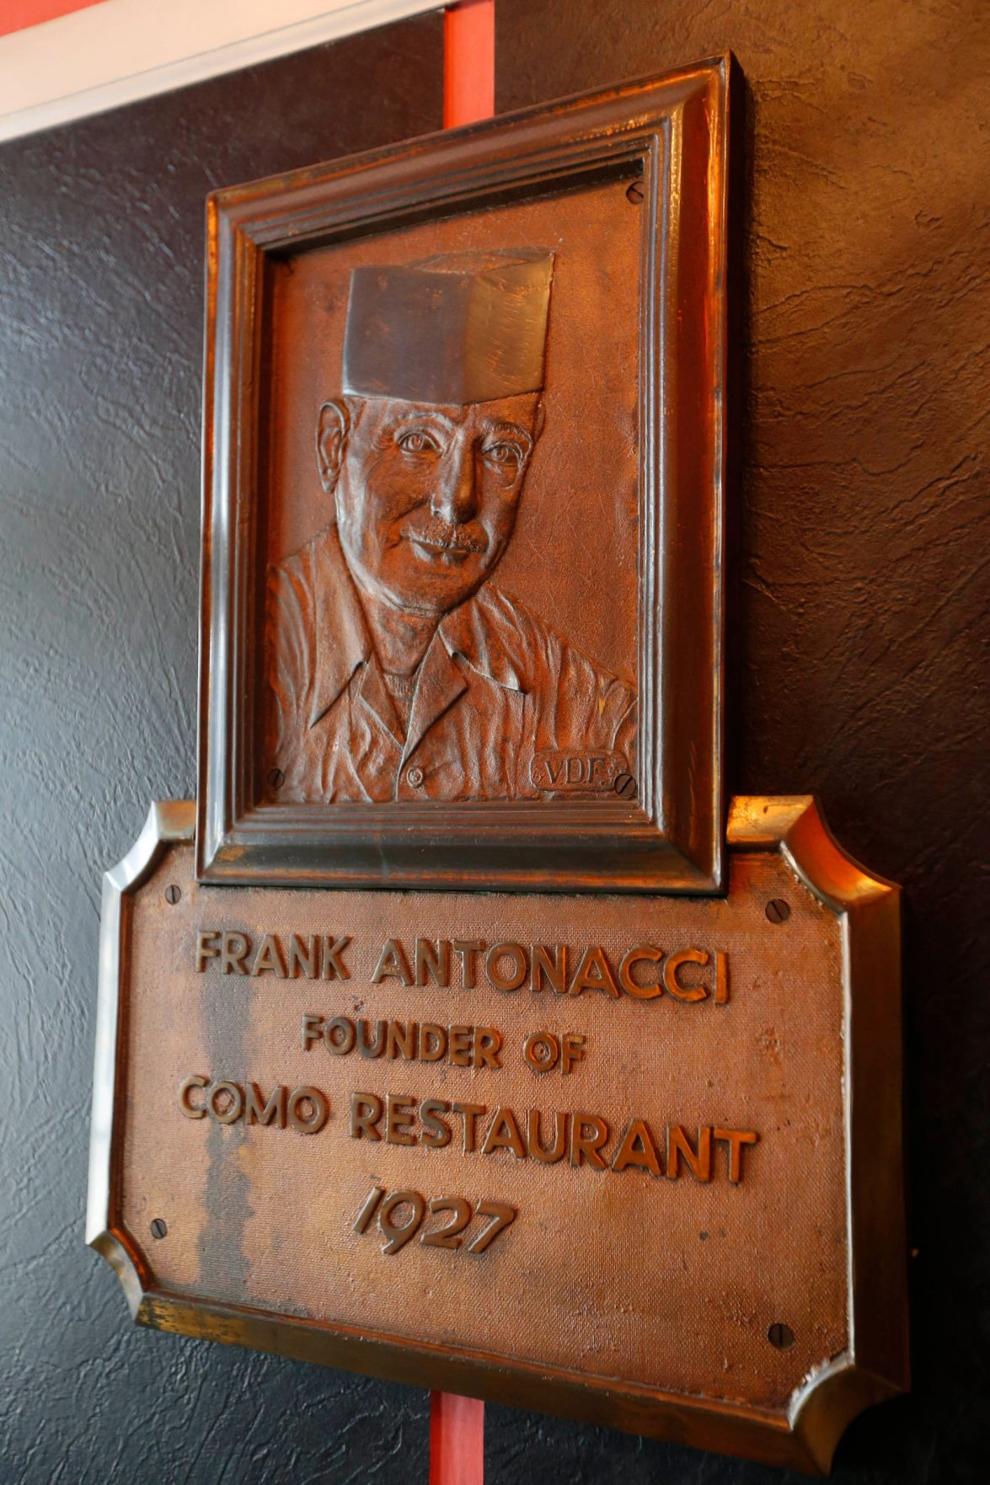 VDF
FRANK ANTONACCI
FOUNDER OF
COMO RESTAURANT
1927